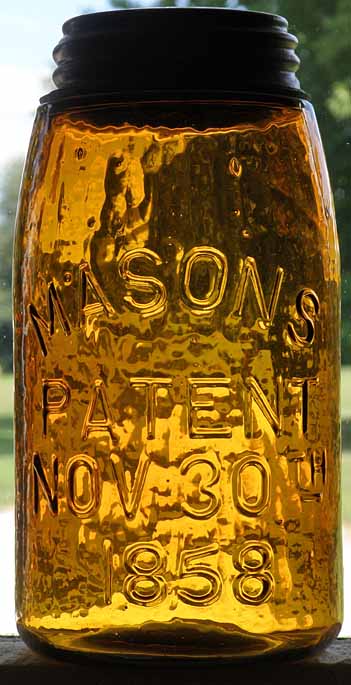 MASONS
PATENT
NOV 30TH
1858